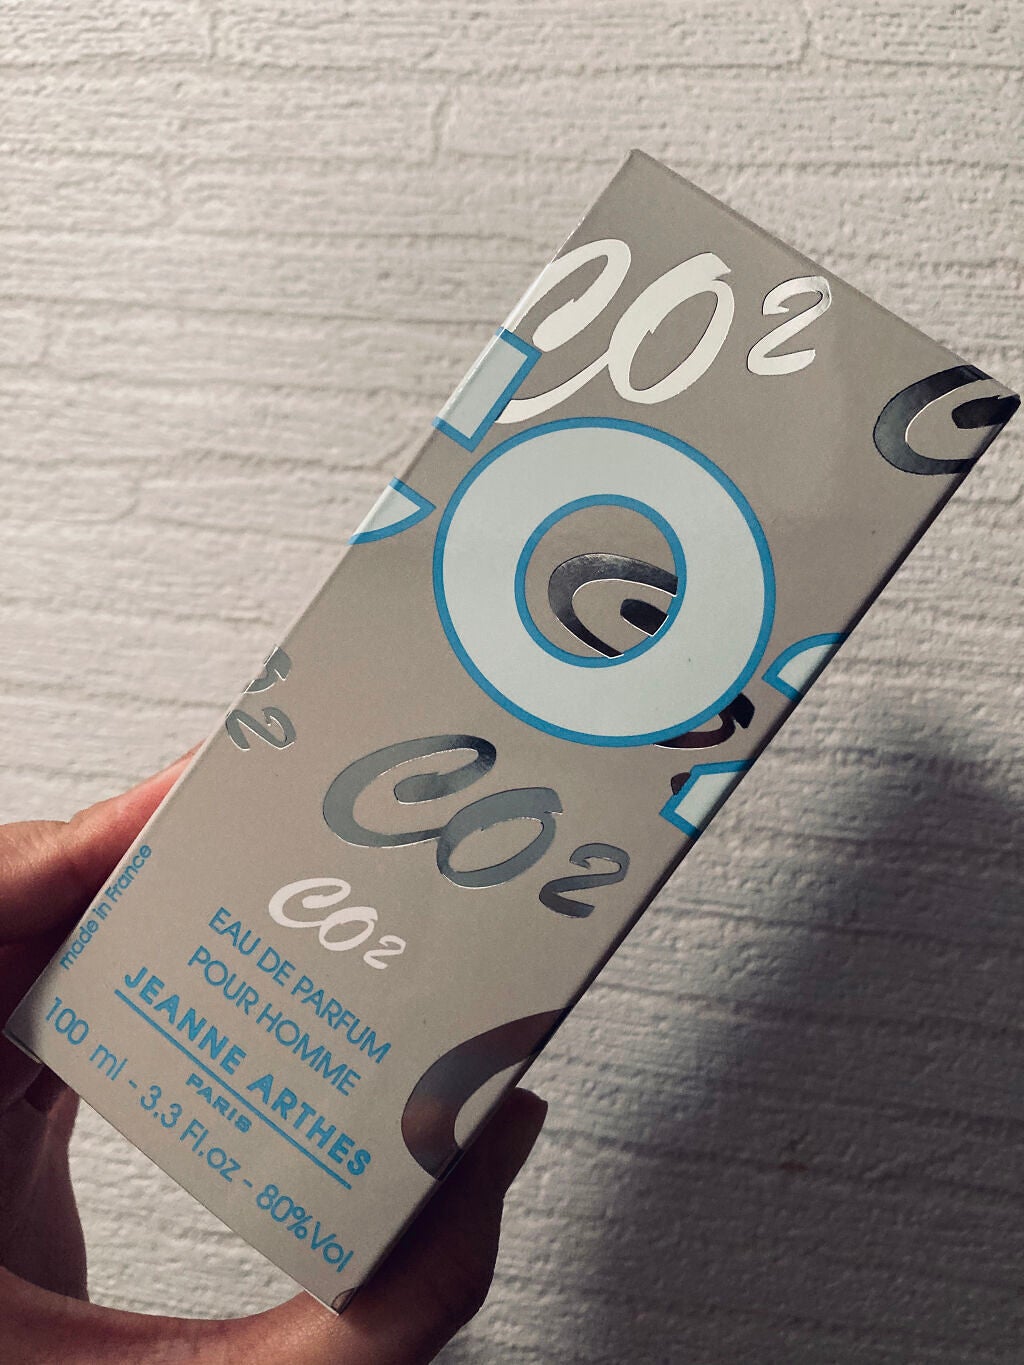 CO2
CO2
CO2
EAU DE PARFUM
POUR HOMME
JEANNE ARTHES
PARIS
100 ml - 3.3 Fl.oz - 80%Vol
made in France